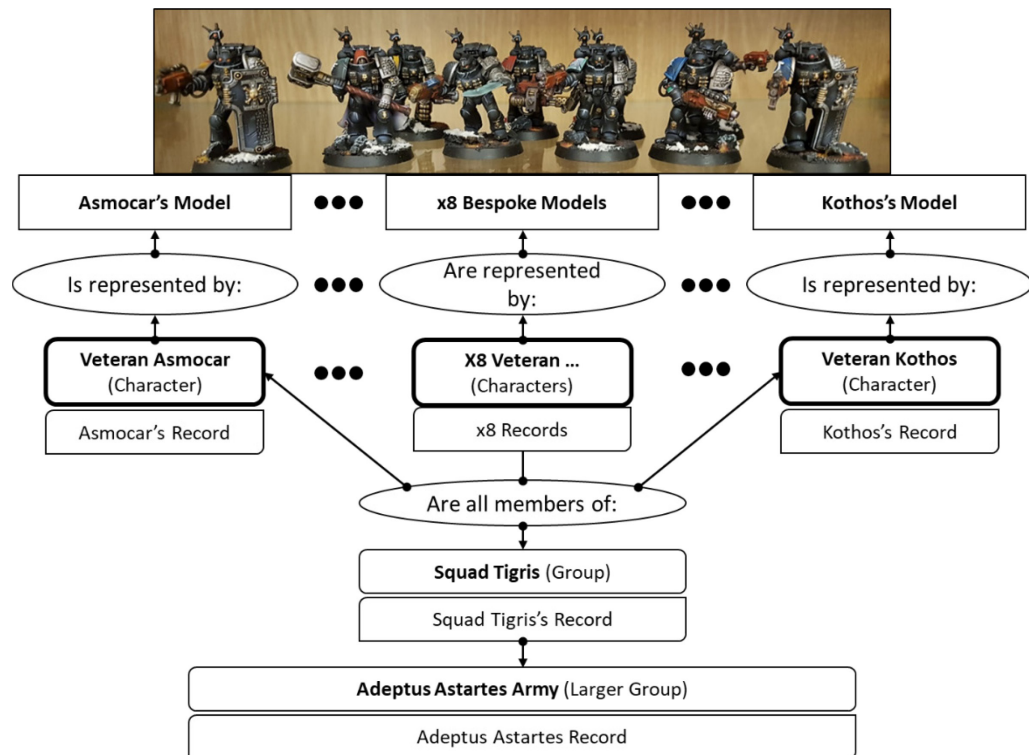 Asmocar's Model
●●●
x8 Bespoke Models
●●●
Kothos's Model
Is represented by:
●●●
Are represented
by:
●●●
Is represented by:
Veteran Asmocar
(Character)
●●●
X8 Veteran ...
(Characters)
●●●
Veteran Kothos
(Character)
Asmocar's Record
x8 Records
Kothos's Record
Are all members of:
Squad Tigris (Group)
Squad Tigris's Record
Adeptus Astartes Army (Larger Group)
Adeptus Astartes Record